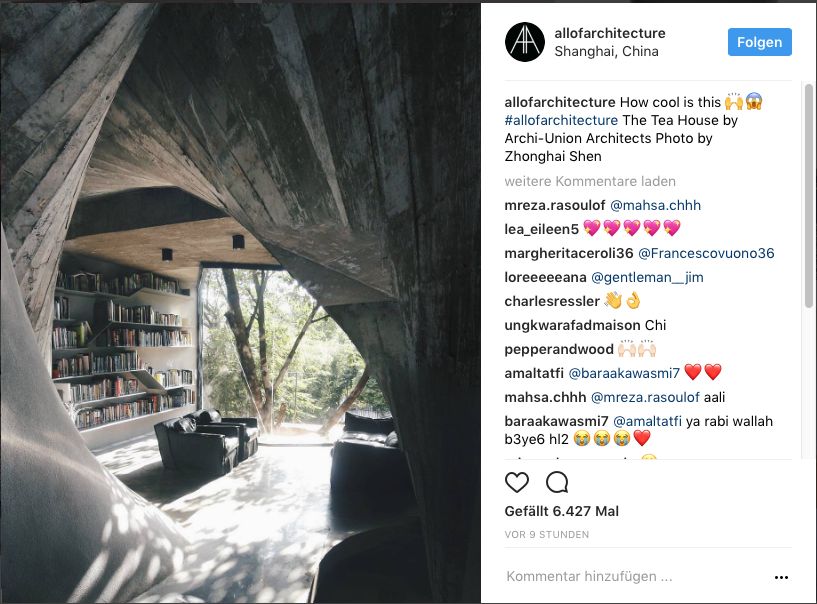 allofarchitecture
Shanghai, China
Folgen
allofarchitecture How cool is this 🙌😱
#allofarchitecture The Tea House by
Archi-Union Architects Photo by
Zhonghai Shen
weitere Kommentare laden
mreza.rasoulof @mahsa.chhh
lea_eileen5 💖💖💖💖💖
margheritaceroli36 @Francescovuono36
loreeeeeana @gentleman__jim
charlesressler 👋👌
ungkwarafadmaison Chi
pepperandwood 🙌🏻🙌🏻
amaltatfi @baraakawasmi7 ❤️❤️
mahsa.chhh @mreza.rasoulof aali
baraakawasmi7 @amaltatfi ya rabi wallah
b3ye6 hl2 😭😭😭❤️
Gefällt 6.427 Mal
VOR 9 STUNDEN
Kommentar hinzufügen ...